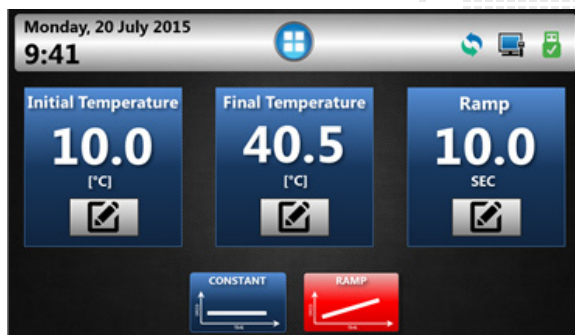 Monday, 20 July 2015
9:41
Initial Temperature
10.0
[°C]
Final Temperature
40.5
[°C]
Ramp
10.0
SEC
CONSTANT
RAMP